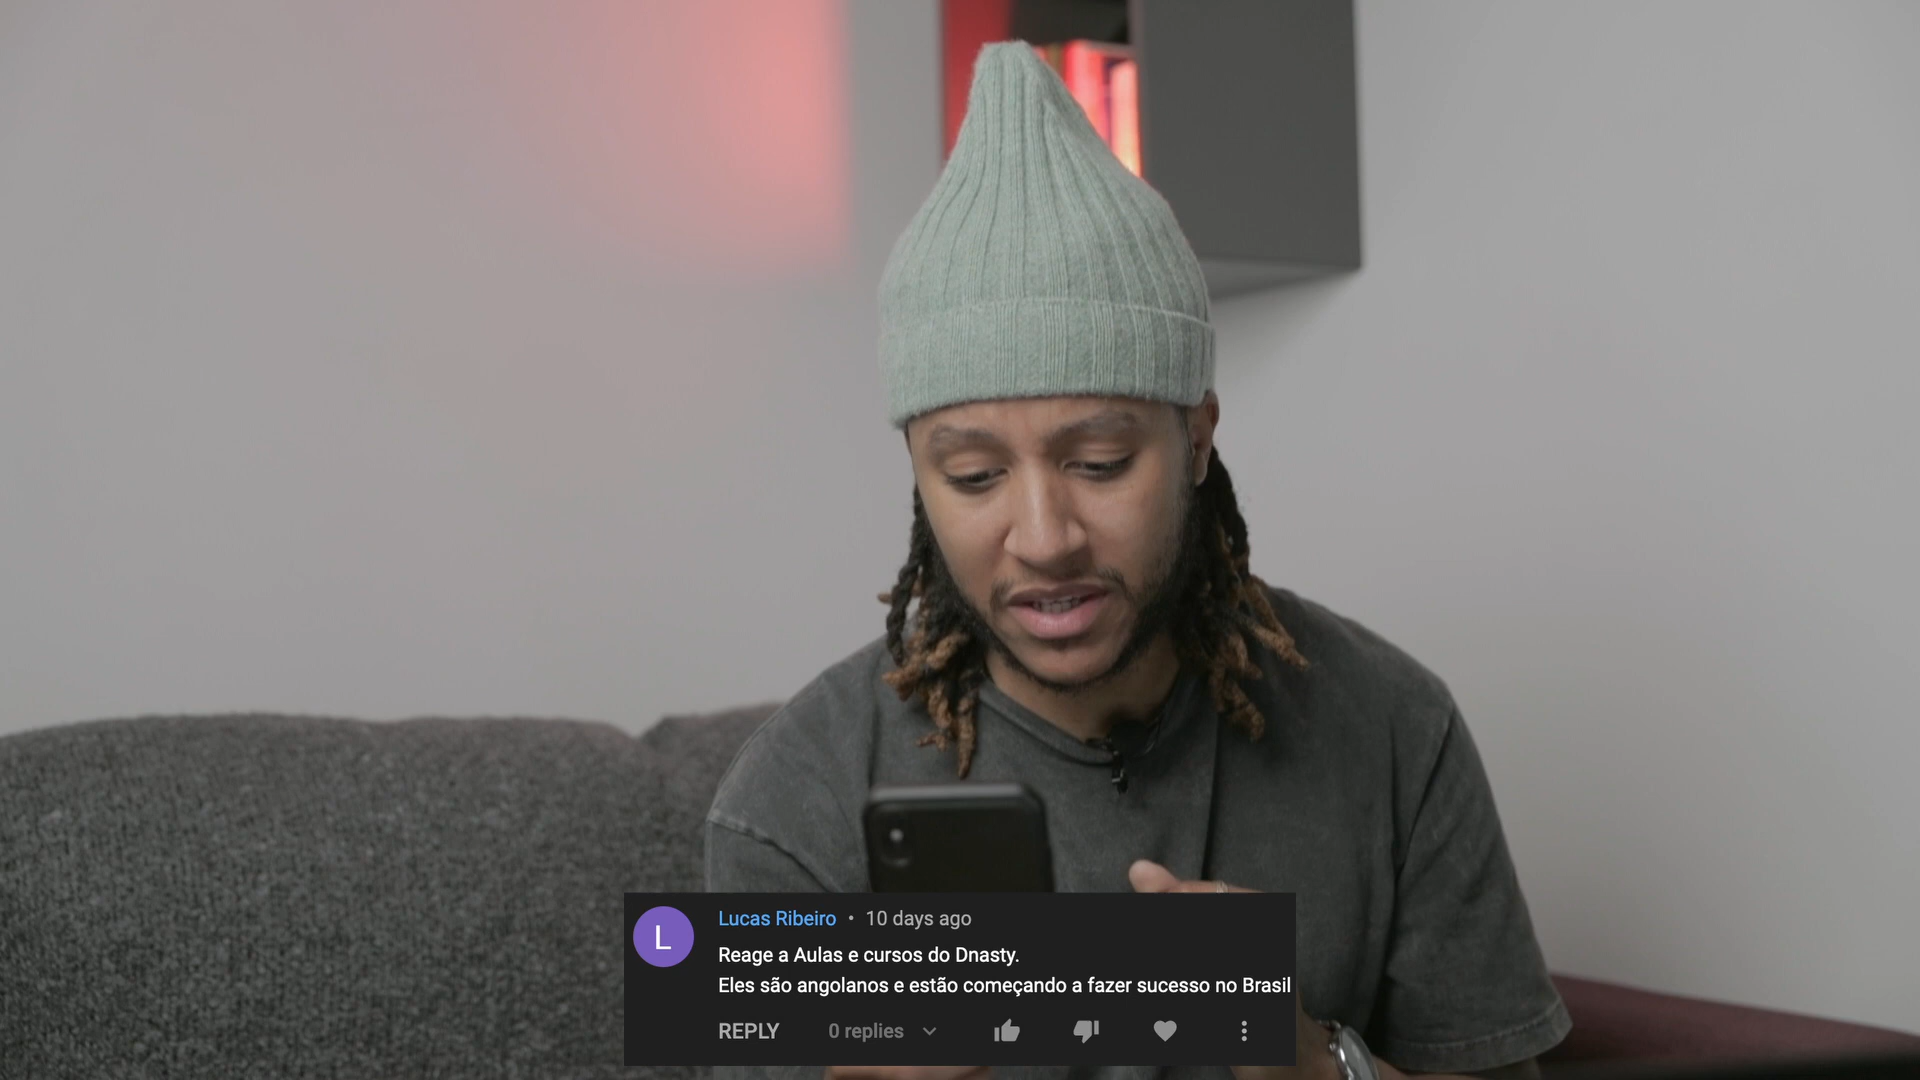 L
Lucas Ribeiro • 10 days ago
Reage a Aulas e cursos do Dnasty.
Eles são angolanos e estão começando a fazer sucesso no Brasil
REPLY 0 replies